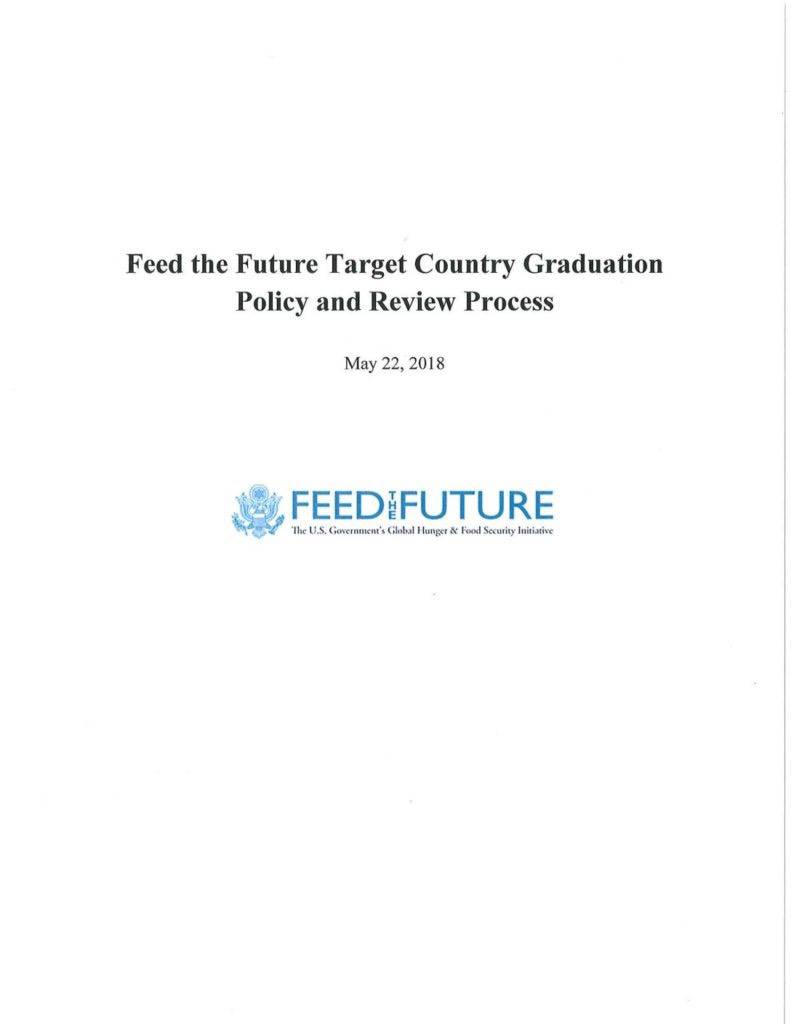 Feed the Future Target Country Graduation
Policy and Review Process
May 22, 2018
FEED THE FUTURE
The U.S. Government's Global Hunger & Food Security Initiative